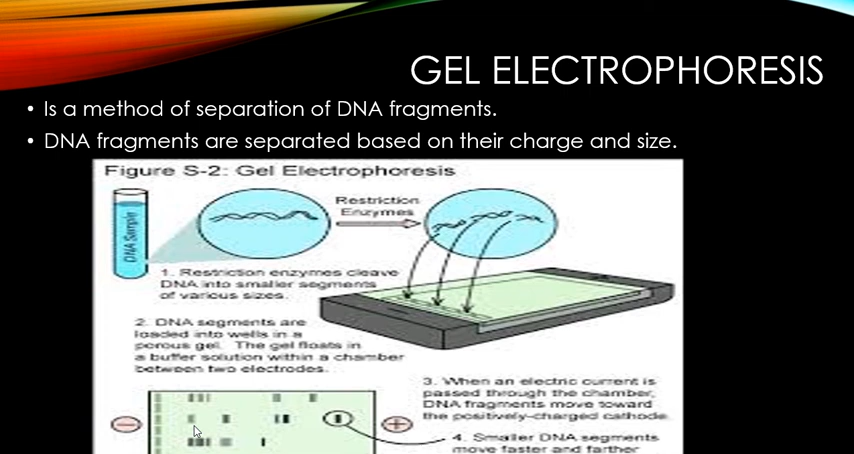 GEL ELECTROPHORESIS
• Is a method of separation of DNA fragments.
• DNA fragments are separated based on their charge and size.
Figure S-2: Gel Electrophoresis
DNA Sample
Restriction
Enzymes
1. Restriction enzymes cleave
DNA into smaller segments
of various sizes.
2. DNA segments are
loaded into wells in a
porous gel. The gel floats in
a buffer solution within a chamber
between two electrodes.
3. When an electric current is
passed through the chamber,
DNA fragments move toward
the positively-charged cathode.
−
+
4. Smaller DNA segments
move faster and farther